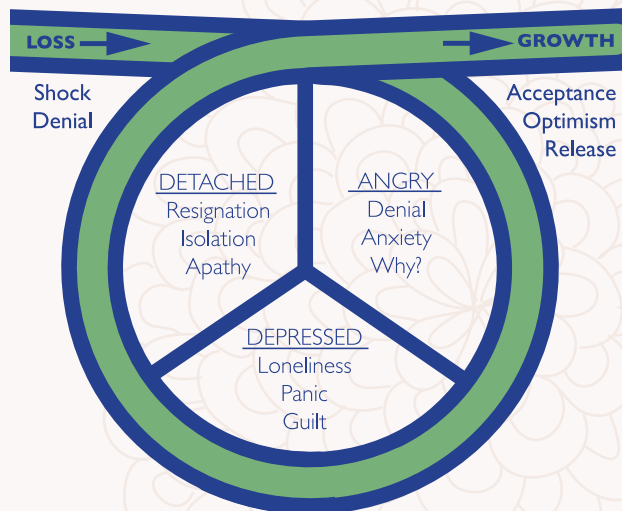 LOSS
GROWTH
Shock
Denial
Acceptance
Optimism
Release
DETACHED
Resignation
Isolation
Apathy
ANGRY
Denial
Anxiety
Why?
DEPRESSED
Loneliness
Panic
Guilt